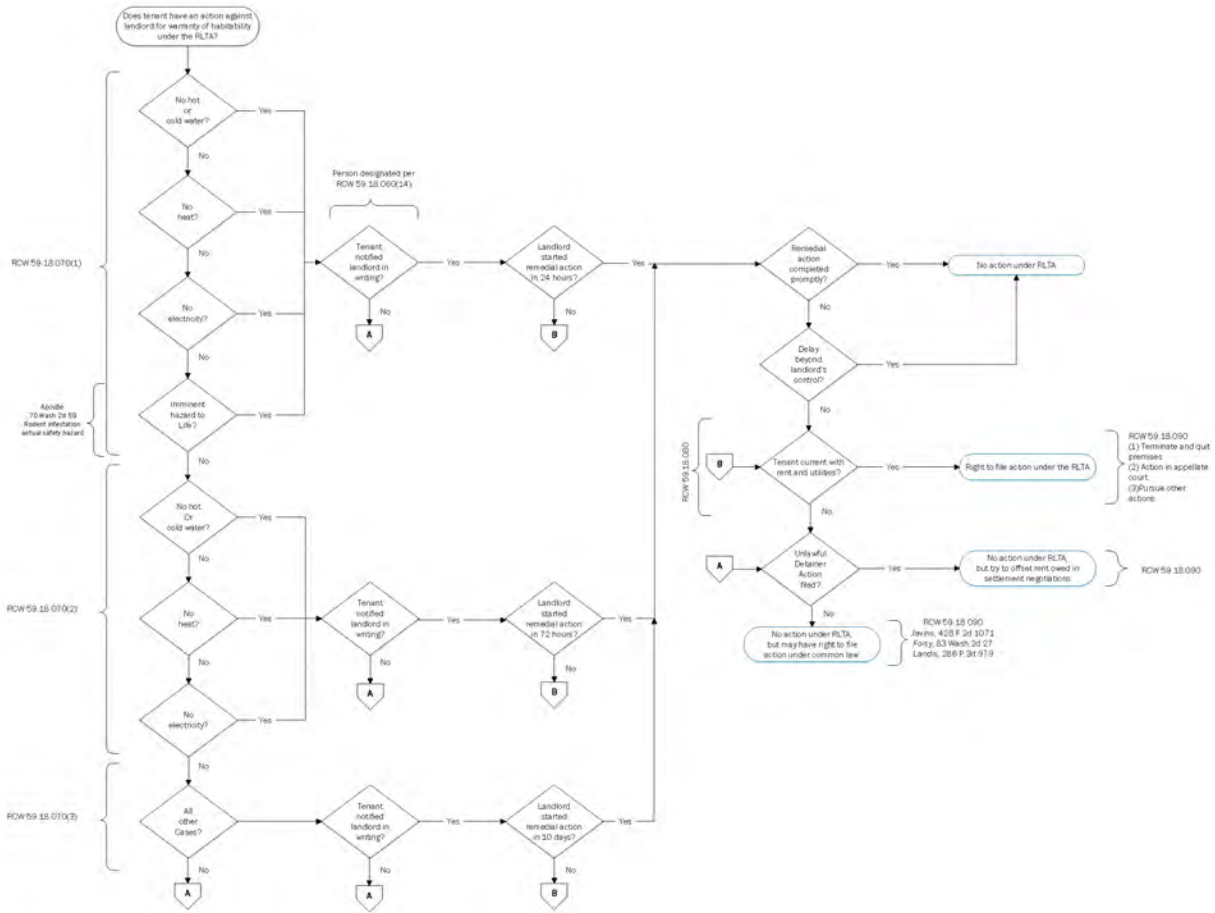 Does tenant have an action against
landlord for warranty of habitability
under the RLTA?
No hot
or
cold water?
Yes
No
No
heat?
Yes
No
No
electricity?
Yes
No
Imminent
hazard to
Life?
Yes
No
RCW 59.18.070(1)
70 Wash 2d 59
Rodent infestation
actual safety hazard
Person designated per
RCW 59.18.060(14)
Tenant
notified
landlord in
writing?
Yes
No
A
Landlord
started
remedial action
in 24 hours?
Yes
No
B
Remedial
action
completed
promptly?
Yes
No action under RLTA
No
Delay
beyond
landlord's
control?
Yes
No
RCW 59.18.080
B
Tenant current with
rent and utilities?
Yes
Right to file action under the RLTA
RCW 59.18.090
(1) Terminate and quit
premises
(2) Action in appellate
court
(3)Pursue other
actions
No
A
Unlawful
Detainer
Action
filed?
Yes
No action under RLTA,
but try to offset rent owed in
settlement negotiations
RCW 59.18.090
No
No action under RLTA,
but may have right to file
action under common law
RCW 59.18.090
Javins, 428 F.2d 1071
83 Wash.2d 27
Landis, 286 P.3d 979
RCW 59.18.070(2)
No hot
Or
cold water?
Yes
No
No
heat?
Yes
No
No
electricity?
Yes
No
Tenant
notified
landlord in
writing?
Yes
No
A
Landlord
started
remedial action
in 72 hours?
Yes
No
B
RCW 59.18.070(3)
All
other
Cases?
No
A
Tenant
notified
landlord in
writing?
Yes
No
A
Landlord
started
remedial action
in 10 days?
Yes
No
B